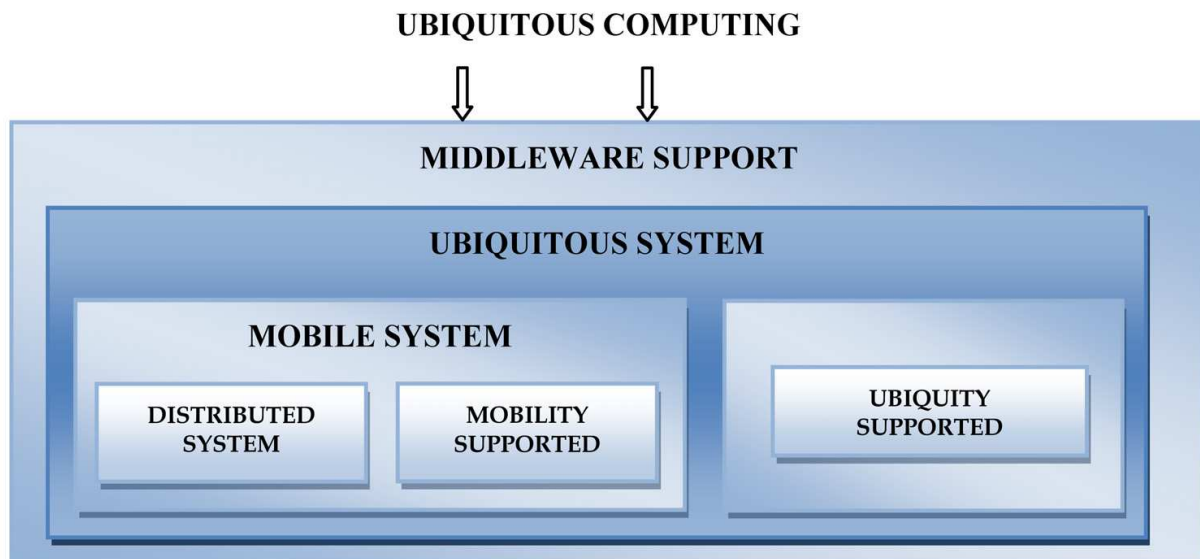 UBIQUITOUS COMPUTING
MIDDLEWARE SUPPORT
UBIQUITOUS SYSTEM
MOBILE SYSTEM
DISTRIBUTED
SYSTEM
MOBILITY
SUPPORTED
UBIQUITY
SUPPORTED